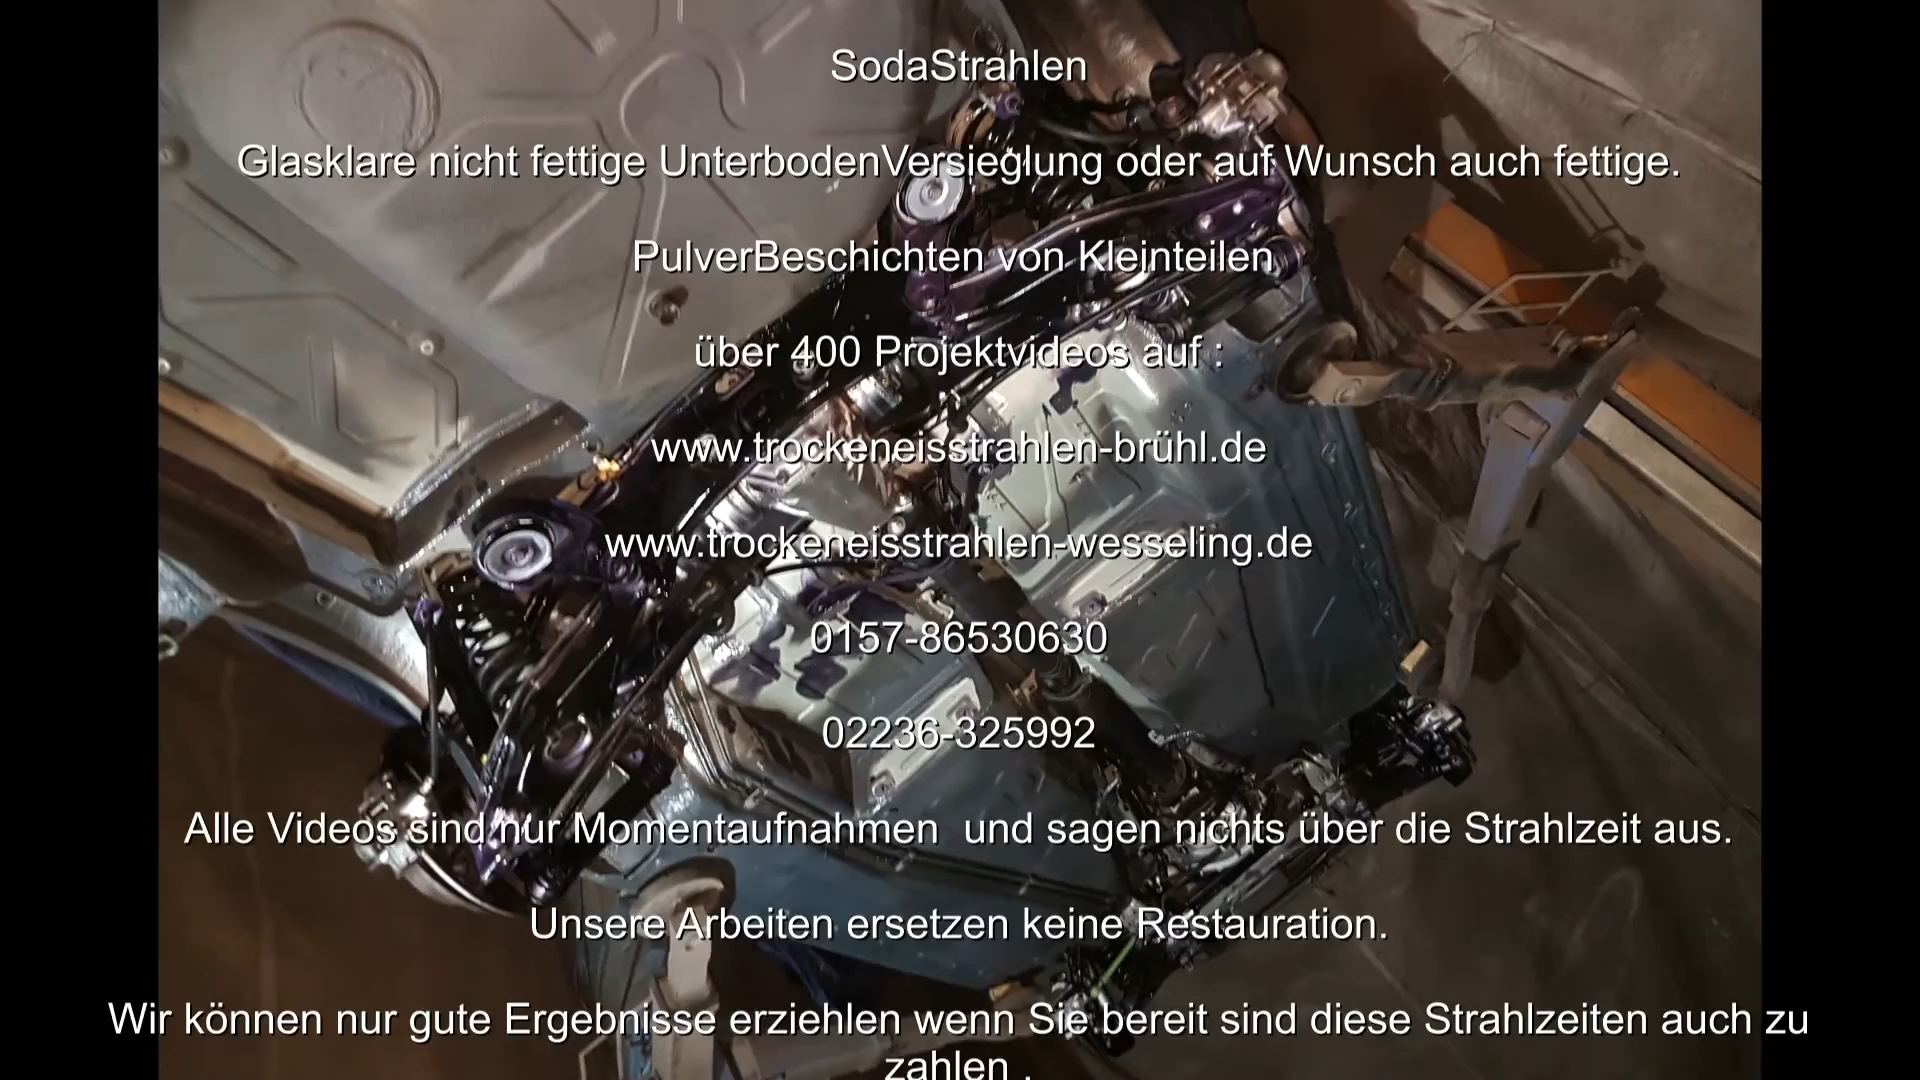 SodaStrahlen
Glasklare nicht fettige UnterbodenVersieglung oder auf Wunsch auch fettige.
PulverBeschichten von Kleinteilen
über 400 Projektvideos auf :
www.trockeneisstrahlen-brühl.de
www.trockeneisstrahlen-wesseling.de
0157-86530630
02236-325992
Alle Videos sind nur Momentaufnahmen  und sagen nichts über die Strahlzeit aus.
Unsere Arbeiten ersetzen keine Restauration.
Wir können nur gute Ergebnisse erziehlen wenn Sie bereit sind diese Strahlzeiten auch zu
zahlen .